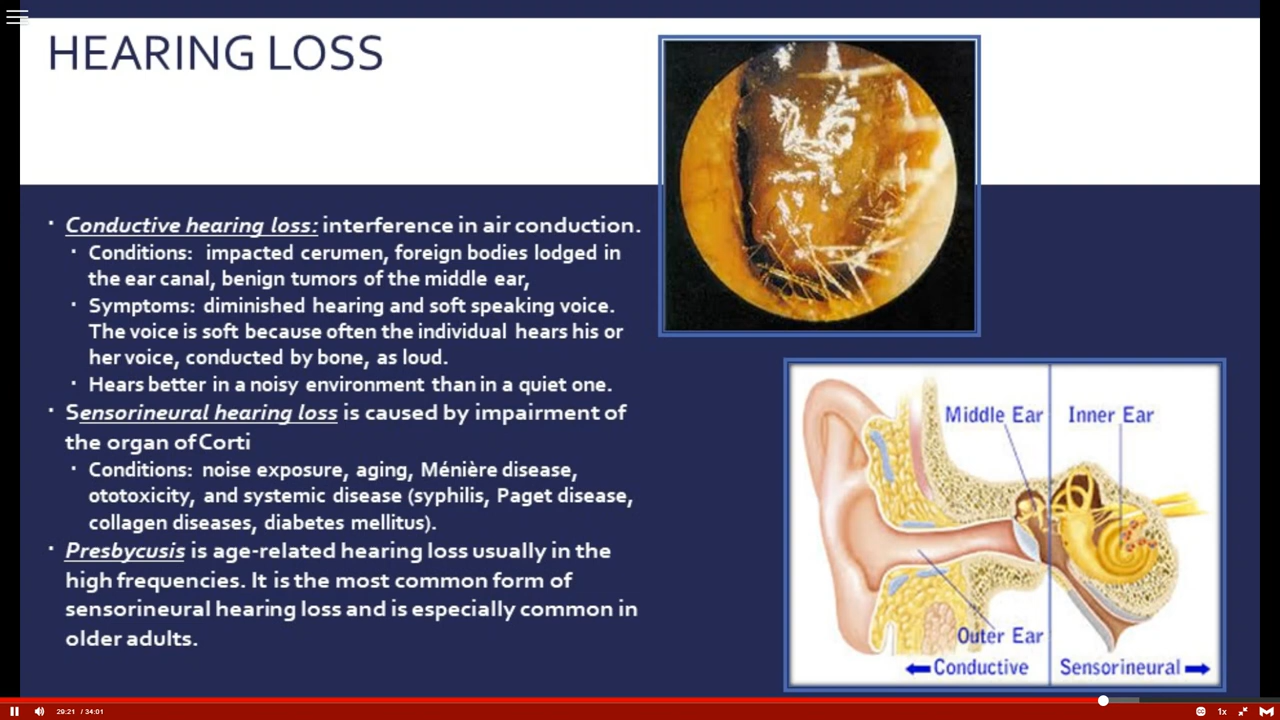 HEARING LOSS
· Conductive hearing loss: interference in air conduction.
· Conditions: impacted cerumen, foreign bodies lodged in
the ear canal, benign tumors of the middle ear,
· Symptoms: diminished hearing and soft speaking voice.
The voice is soft because often the individual hears his or
her voice, conducted by bone, as loud.
· Hears better in a noisy environment than in a quiet one.
· Sensorineural hearing loss is caused by impairment of
the organ of Corti
· Conditions: noise exposure, aging, Ménière disease,
ototoxicity, and systemic disease (syphilis, Paget disease,
collagen diseases, diabetes mellitus).
· Presbycusis is age-related hearing loss usually in the
high frequencies. It is the most common form of
sensorineural hearing loss and is especially common in
older adults.
Middle Ear
Inner Ear
Outer Ear
Conductive
Sensorineural
29:21 / 34:01
1x